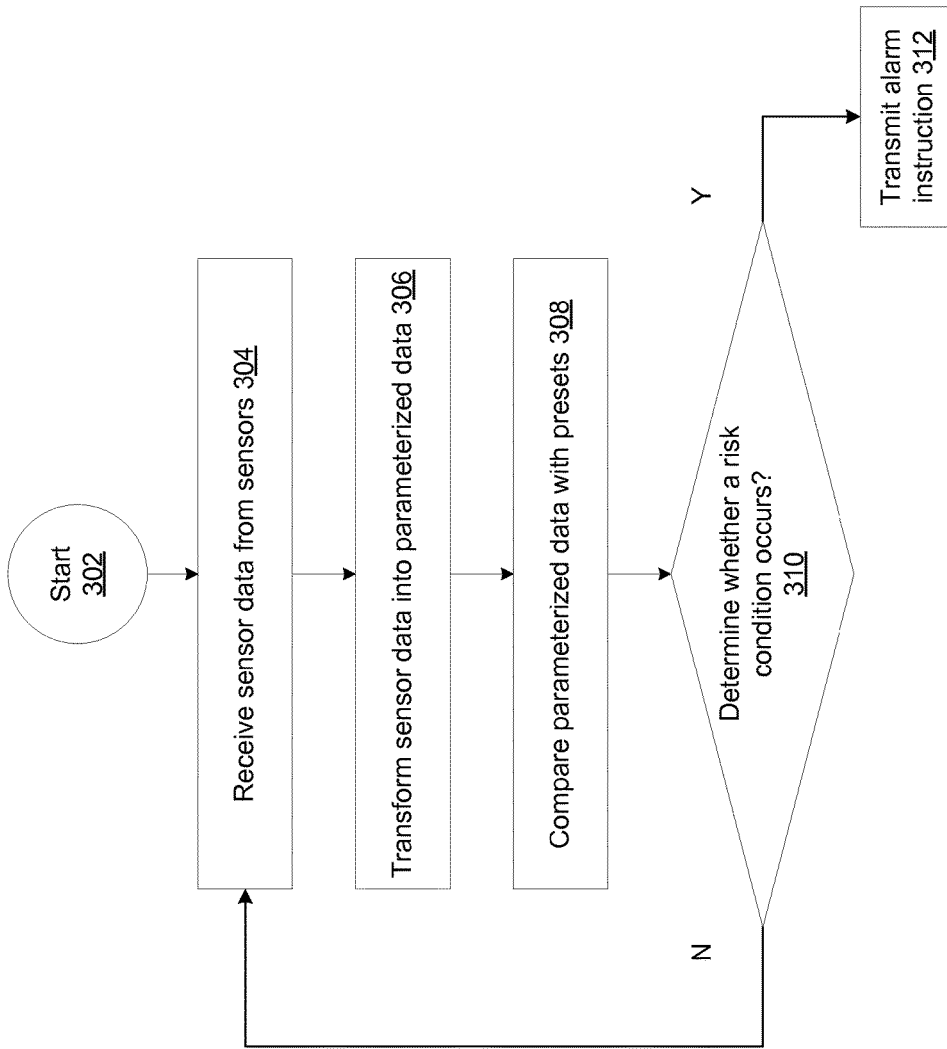 Start
302
Receive sensor data from sensors 304
Transform sensor data into parameterized data 306
Compare parameterized data with presets 308
Determine whether a risk
condition occurs?
310
N
Y
Transmit alarm
instruction 312